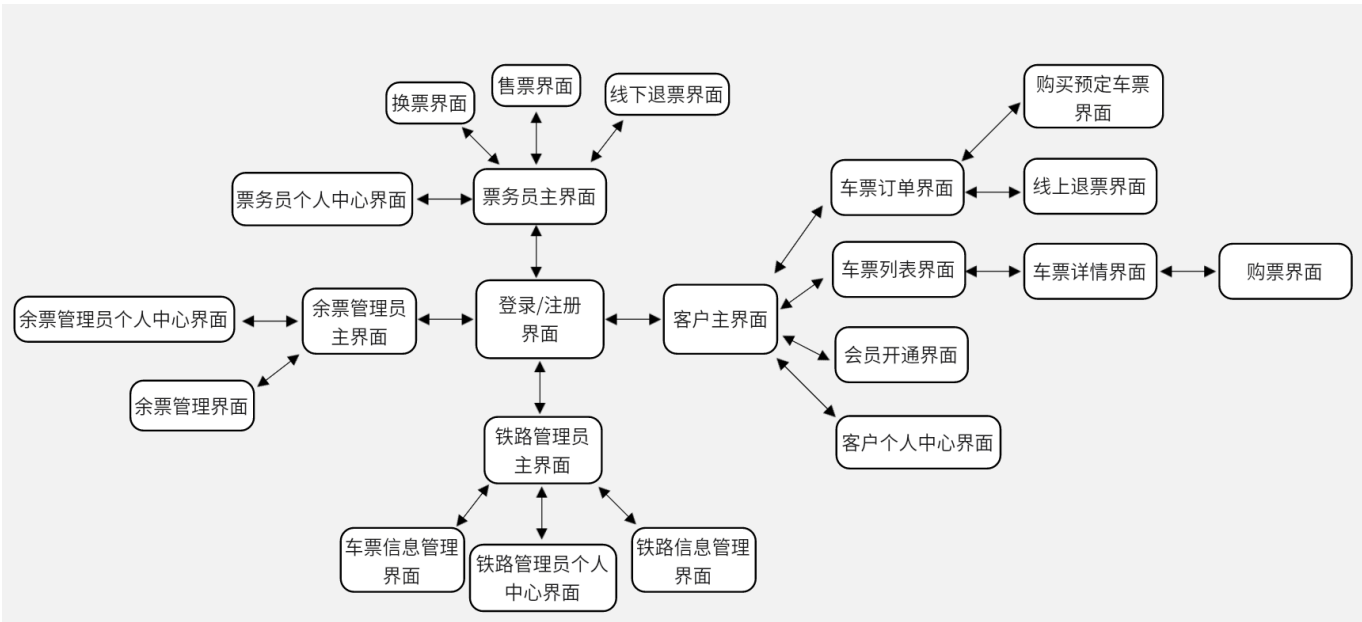 换票界面
售票界面
线下退票界面
购买预定车票
界面
票务员个人中心界面
票务员主界面
车票订单界面
线上退票界面
车票列表界面
车票详情界面
购票界面
余票管理员个人中心界面
余票管理员
主界面
登录/注册
界面
客户主界面
会员开通界面
余票管理界面
客户个人中心界面
铁路管理员
主界面
车票信息管理
界面
铁路管理员个人
中心界面
铁路信息管理
界面